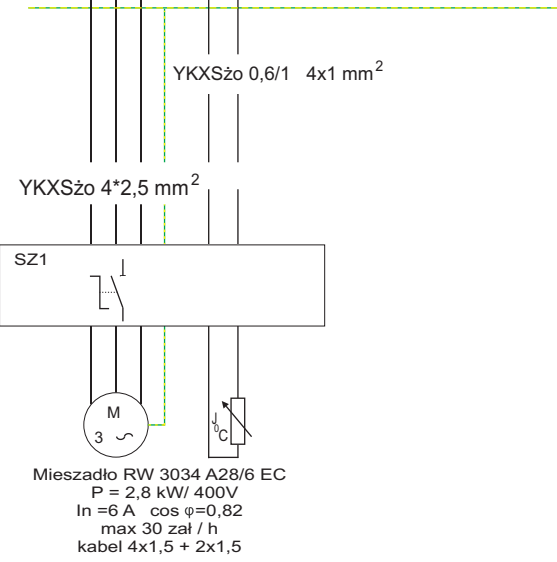 YKXSżo 0,6/1 4x1 mm²
YKXSżo 4*2,5 mm²
SZ1
M
3
J
0
C
Mieszadło RW 3034 A28/6 EC
P = 2,8 kW/ 400V
In =6 A cos φ=0,82
max 30 zał / h
kabel 4x1,5 + 2x1,5